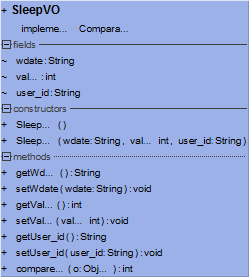 + SleepVO
impleme... Compara...
fields
~ wdate:String
~ val... :int
~ user_id:String
constructors
+ Sleep... ()
+ Sleep... (wdate:String, val... int, user_id:String)
methods
+ getWd... ():String
+ setWdate(wdate:String):void
+ getVal... ():int
+ setVal... (val... int):void
+ getUser_id():String
+ setUser_id(user_id:String):void
+ compare... (o:Obj... ):int